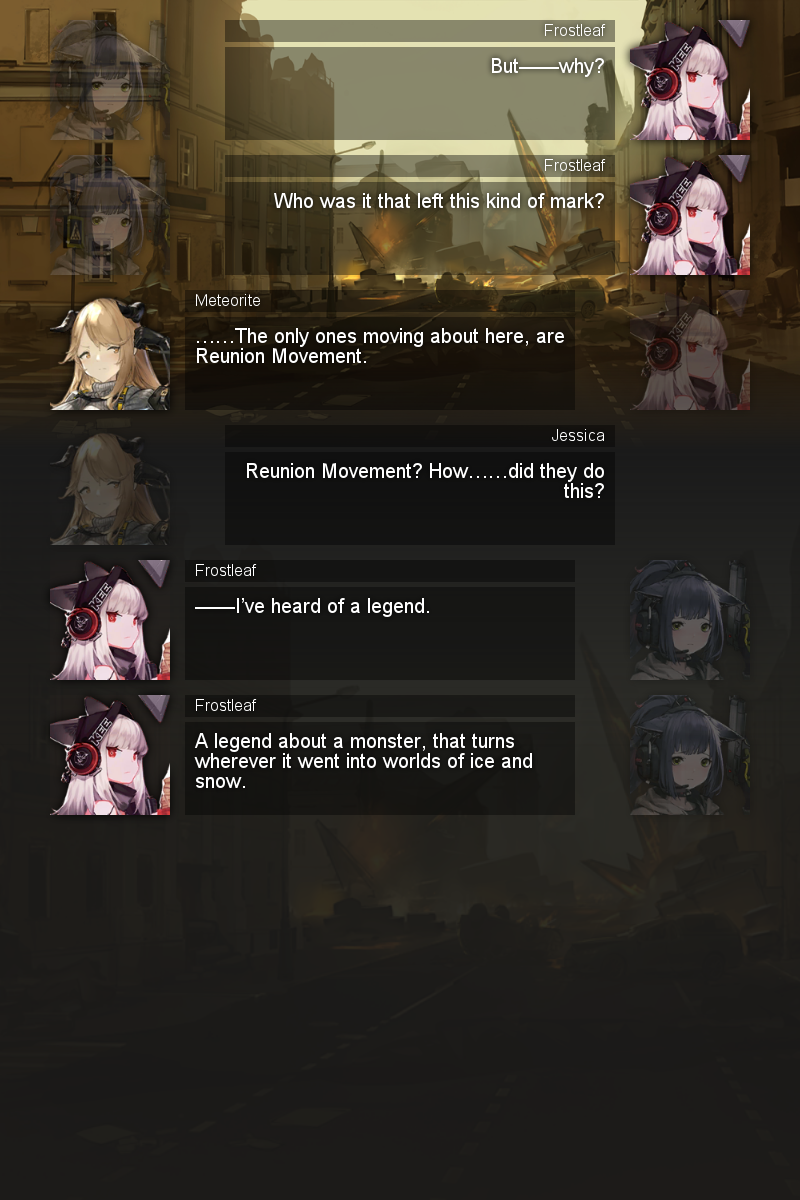 Frostleaf
But——why?
Frostleaf
Who was it that left this kind of mark?
Meteorite
……The only ones moving about here, are
Reunion Movement.
Jessica
Reunion Movement? How……did they do
this?
Frostleaf
——I've heard of a legend.
Frostleaf
A legend about a monster, that turns
wherever it went into worlds of ice and
snow.